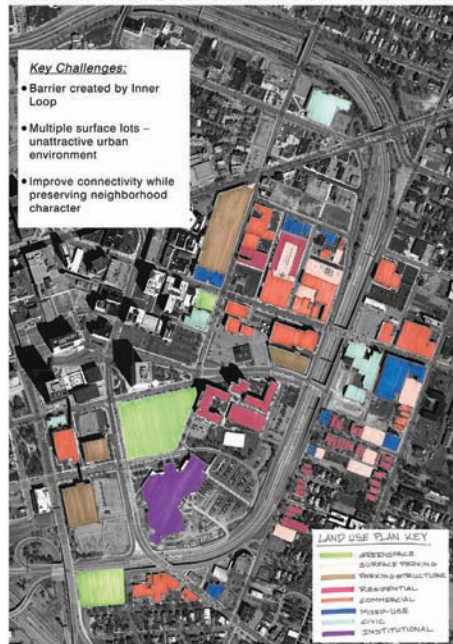 Key Challenges:
• Barrier created by Inner
Loop
• Multiple surface lots –
unattractive urban
environment
• Improve connectivity while
preserving neighborhood
character
LAND USE PLAN KEY
GREENSPACE
SURFACE PARKING
PARKING STRUCTURE
RESIDENTIAL
COMMERCIAL
MIXED-USE
CIVIC
INSTITUTIONAL